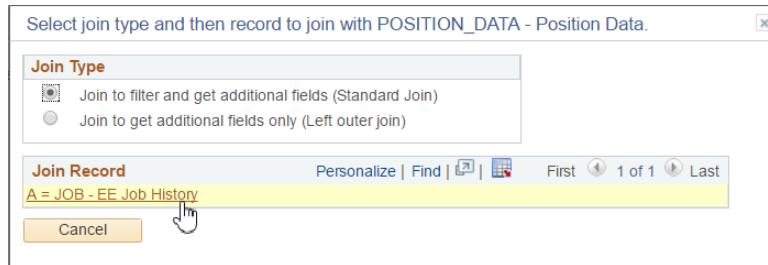 Select join type and then record to join with POSITION_DATA - Position Data.
Join Type
Join to filter and get additional fields (Standard Join)
Join to get additional fields only (Left outer join)
Join Record Personalize | Find | | First 1 of 1 Last
A = JOB - EE Job History
Cancel